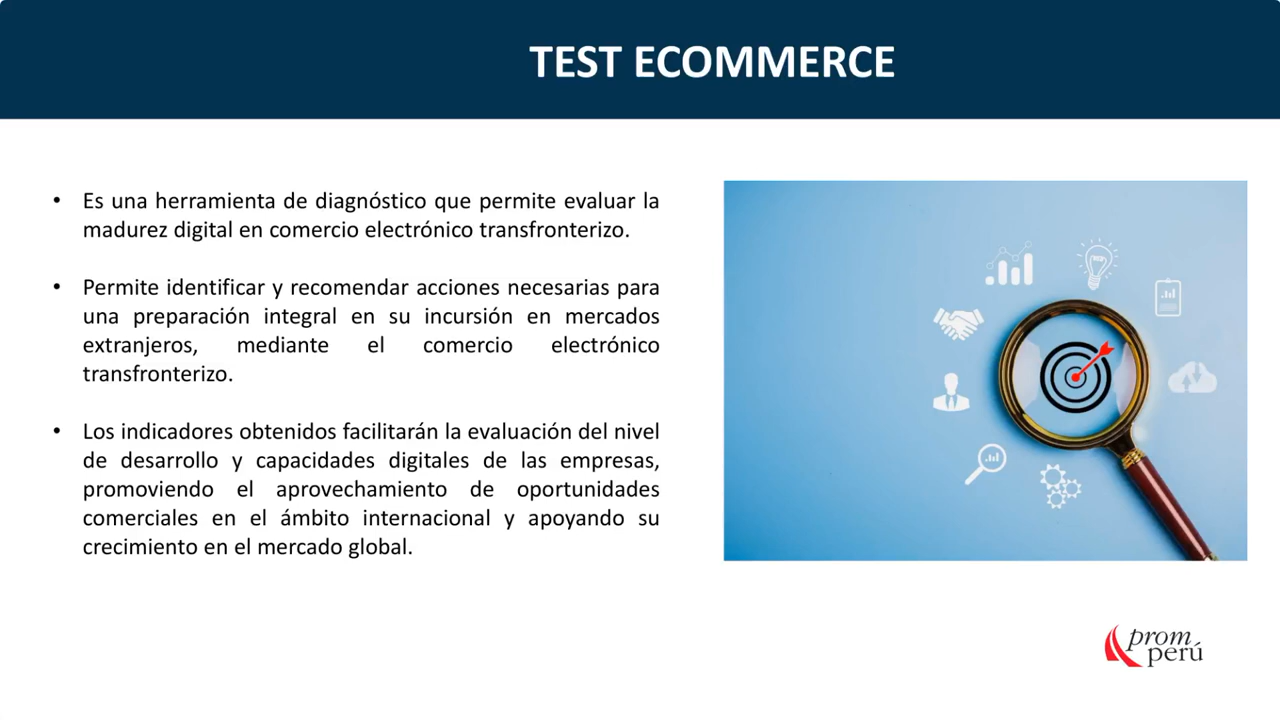 TEST ECOMMERCE
• Es una herramienta de diagnóstico que permite evaluar la
madurez digital en comercio electrónico transfronterizo.
• Permite identificar y recomendar acciones necesarias para
una preparación integral en su incursión en mercados
extranjeros, mediante el comercio electrónico
transfronterizo.
• Los indicadores obtenidos facilitarán la evaluación del nivel
de desarrollo y capacidades digitales de las empresas,
promoviendo el aprovechamiento de oportunidades
comerciales en el ámbito internacional y apoyando su
crecimiento en el mercado global.
prom
perú